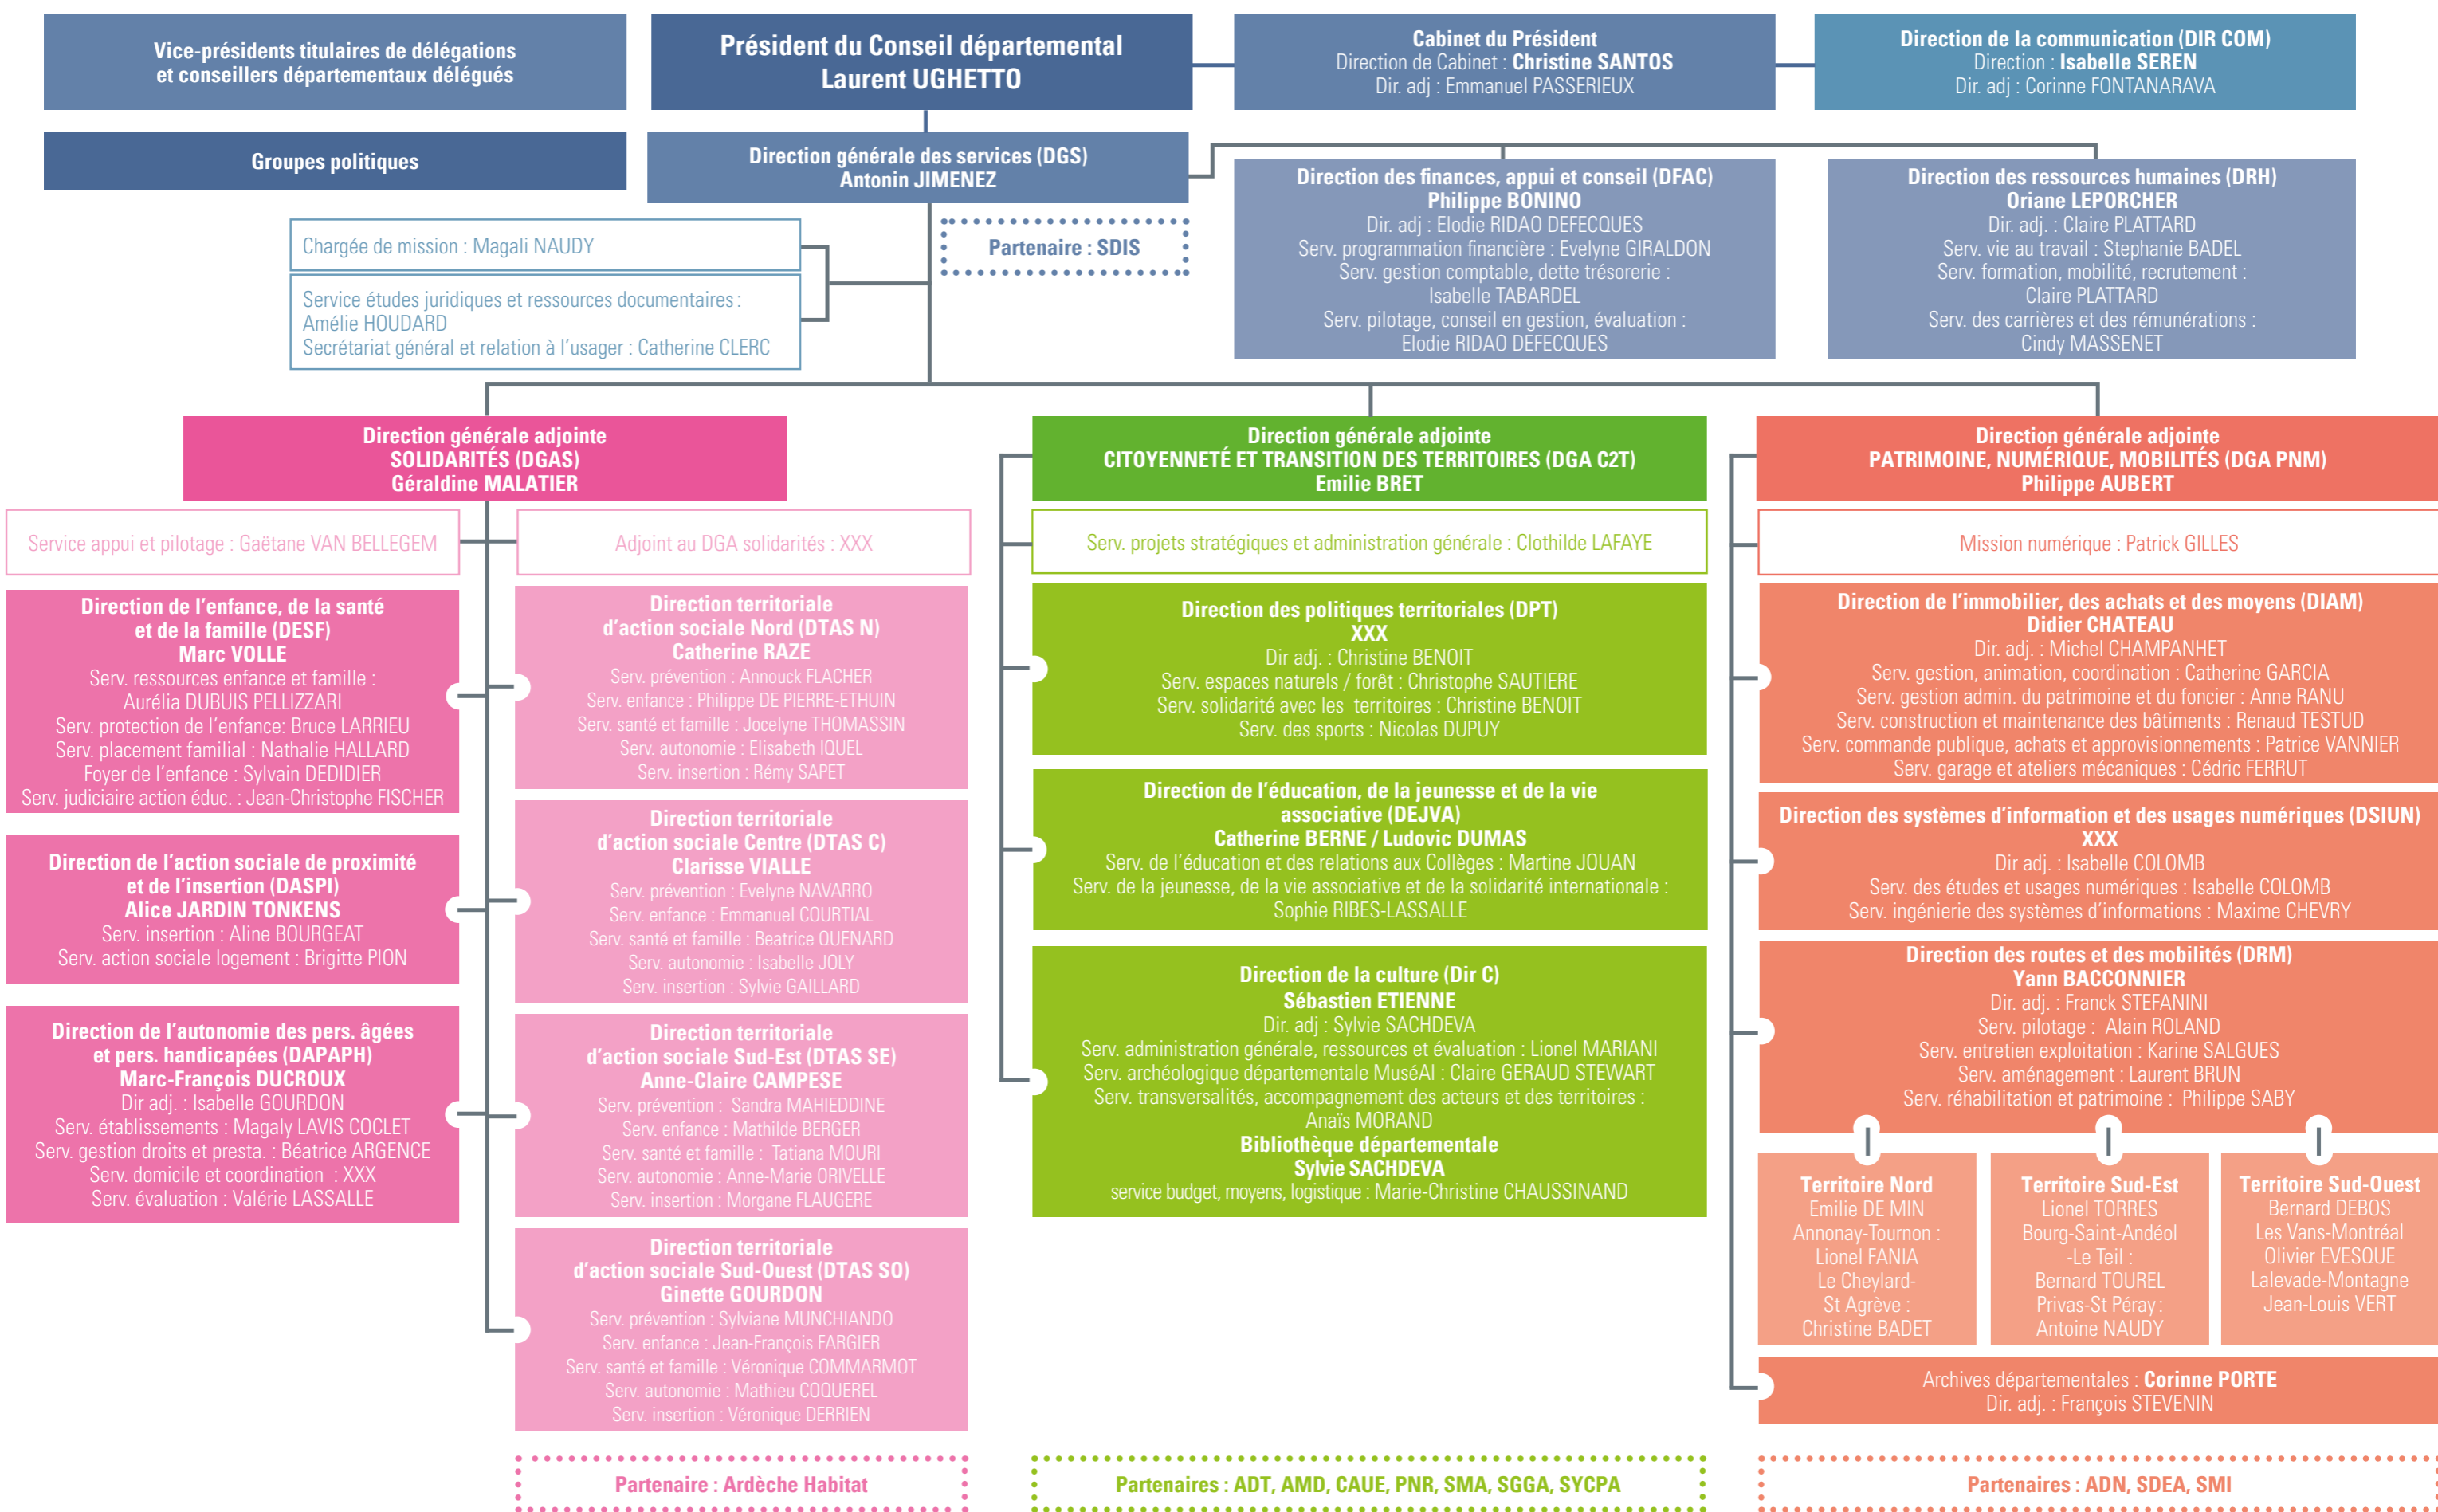 Vice-présidents titulaires de délégations
et conseillers départementaux délégués
Groupes politiques
Président du Conseil départemental
Laurent UGHETTO
Cabinet du Président
Direction de Cabinet : Christine SANTOS
Dir. adj : Emmanuel PASSERIEUX
Direction de la communication (DIR COM)
Direction : Isabelle SEREN
Dir. adj : Corinne FONTANARAVA
Direction générale des services (DGS)
Antonin JIMENEZ
Chargée de mission : Magali NAUDY
Service études juridiques et ressources documentaires :
Amélie HOUDARD
Secrétariat général et relation à l'usager : Catherine CLERC
Partenaire : SDIS
Direction des finances, appui et conseil (DFAC)
Philippe BONINO
Dir. adj : Elodie RIDAO DEFECQUES
Serv. programmation financière : Evelyne GIRALDON
Serv. gestion comptable, dette trésorerie :
Isabelle TABARDEL
Serv. pilotage, conseil en gestion, évaluation :
Elodie RIDAO DEFECQUES
Direction des ressources humaines (DRH)
Oriane LEPORCHER
Dir. adj. : Claire PLATTARD
Serv. vie au travail : Stephanie BADEL
Serv. formation, mobilité, recrutement :
Claire PLATTARD
Serv. des carrières et des rémunérations :
Cindy MASSENET
Direction générale adjointe
SOLIDARITÉS (DGAS)
Géraldine MALATIER
Service appui et pilotage : Gaëtane VAN BELLEGEM
Adjoint au DGA solidarités : XXX
Direction de l'enfance, de la santé
et de la famille (DESF)
Marc VOLLE
Serv. ressources enfance et famille :
Aurélia DUBUIS PELLIZZARI
Serv. protection de l'enfance: Bruce LARRIEU
Serv. placement familial : Nathalie HALLARD
Foyer de l'enfance : Sylvain DEDIDIER
Serv. judiciaire action éduc. : Jean-Christophe FISCHER
Direction de l'action sociale de proximité
et de l'insertion (DASPI)
Alice JARDIN TONKENS
Serv. insertion : Aline BOURGEAT
Serv. action sociale logement : Brigitte PION
Direction de l'autonomie des pers. âgées
et pers. handicapées (DAPAPH)
Marc-François DUCROUX
Dir adj. : Isabelle GOURDON
Serv. établissements : Magaly LAVIS COCLET
Serv. gestion droits et presta. : Béatrice ARGENCE
Serv. domicile et coordination : XXX
Serv. évaluation : Valérie LASSALLE
Direction territoriale
d'action sociale Nord (DTAS N)
Catherine RAZE
Serv. prévention : Annouck FLACHER
Serv. enfance : Philippe DE PIERRE-ETHUIN
Serv. santé et famille : Jocelyne THOMASSIN
Serv. autonomie : Elisabeth IQUEL
Serv. insertion : Rémy SAPET
Direction territoriale
d'action sociale Centre (DTAS C)
Clarisse VIALLE
Serv. prévention : Evelyne NAVARRO
Serv. enfance : Emmanuel COURTIAL
Serv. santé et famille : Beatrice QUENARD
Serv. autonomie : Isabelle JOLY
Serv. insertion : Sylvie GAILLARD
Direction territoriale
d'action sociale Sud-Est (DTAS SE)
Anne-Claire CAMPESE
Serv. prévention : Sandra MAHIEDDINE
Serv. enfance : Mathilde BERGER
Serv. santé et famille : Tatiana MOURI
Serv. autonomie : Anne-Marie ORIVELLE
Serv. insertion : Morgane FLAUGERE
Direction territoriale
d'action sociale Sud-Ouest (DTAS SO)
Ginette GOURDON
Serv. prévention : Sylviane MUNCHIANDO
Serv. enfance : Jean-François FARGIER
Serv. santé et famille : Véronique COMMARMOT
Serv. autonomie : Mathieu COQUEREL
Serv. insertion : Véronique DERRIEN
Partenaire : Ardèche Habitat
Direction générale adjointe
CITOYENNETÉ ET TRANSITION DES TERRITOIRES (DGA C2T)
Emilie BRET
Serv. projets stratégiques et administration générale : Clothilde LAFAYE
Direction des politiques territoriales (DPT)
XXX
Dir adj. : Christine BENOIT
Serv. espaces naturels / forêt : Christophe SAUTIERE
Serv. solidarité avec les territoires : Christine BENOIT
Serv. des sports : Nicolas DUPUY
Direction de l'éducation, de la jeunesse et de la vie
associative (DEJVA)
Catherine BERNE / Ludovic DUMAS
Serv. de l'éducation et des relations aux Collèges : Martine JOUAN
Serv. de la jeunesse, de la vie associative et de la solidarité internationale :
Sophie RIBES-LASSALLE
Direction de la culture (Dir C)
Sébastien ETIENNE
Dir. adj : Sylvie SACHDEVA
Serv. administration générale, ressources et évaluation : Lionel MARIANI
Serv. archéologique départementale MuséAl : Claire GERAUD STEWART
Serv. transversalités, accompagnement des acteurs et des territoires :
Anaïs MORAND
Bibliothèque départementale
Sylvie SACHDEVA
service budget, moyens, logistique : Marie-Christine CHAUSSINAND
Partenaires : ADT, AMD, CAUE, PNR, SMA, SGGA, SYCPA
Direction générale adjointe
PATRIMOINE, NUMÉRIQUE, MOBILITÉS (DGA PNM)
Philippe AUBERT
Mission numérique : Patrick GILLES
Direction de l'immobilier, des achats et des moyens (DIAM)
Didier CHATEAU
Dir. adj. : Michel CHAMPANHET
Serv. gestion, animation, coordination : Catherine GARCIA
Serv. gestion admin. du patrimoine et du foncier : Anne RANU
Serv. construction et maintenance des bâtiments : Renaud TESTUD
Serv. commande publique, achats et approvisionnements : Patrice VANNIER
Serv. garage et ateliers mécaniques : Cédric FERRUT
Direction des systèmes d'information et des usages numériques (DSIUN)
XXX
Dir adj. : Isabelle COLOMB
Serv. des études et usages numériques : Isabelle COLOMB
Serv. ingénierie des systèmes d'informations : Maxime CHEVRY
Direction des routes et des mobilités (DRM)
Yann BACCONNIER
Dir. adj. : Franck STEFANINI
Serv. pilotage : Alain ROLAND
Serv. entretien exploitation : Karine SALGUES
Serv. aménagement : Laurent BRUN
Serv. réhabilitation et patrimoine : Philippe SABY
Territoire Nord
Emilie DE MIN
Annonay-Tournon :
Lionel FANIA
Le Cheylard-
St Agrève :
Christine BADET
Territoire Sud-Est
Lionel TORRES
Bourg-Saint-Andéol
-Le Teil :
Bernard TOUREL
Privas-St Péray :
Antoine NAUDY
Territoire Sud-Ouest
Bernard DEBOS
Les Vans-Montréal
Olivier EVESQUE
Lalevade-Montagne
Jean-Louis VERT
Archives départementales : Corinne PORTE
Dir. adj. : François STEVENIN
Partenaires : ADN, SDEA, SMI